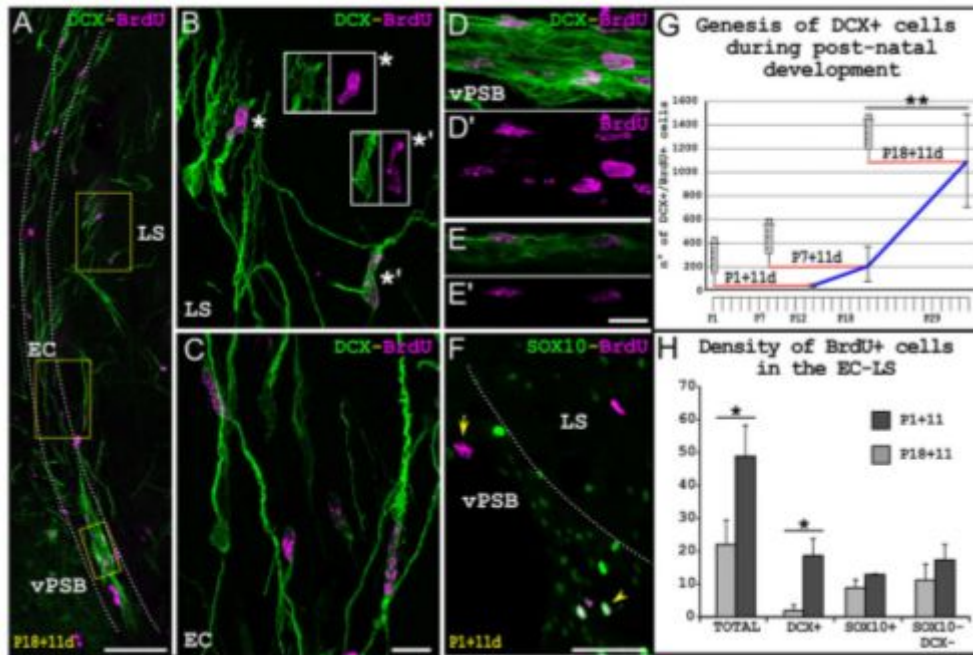 A DCX-BrdU
LS
EC
vPSB
P18+11d
B DCX-BrdU
*
*'
*
*'
LS
C DCX-BrdU
EC
D DCX-BrdU
vPSB
D' BrdU
E
E'
F SOX10-BrdU
LS
vPSB
P1+11d
G Genesis of DCX+ cells
during post-natal
development
n° of DCX+/BrdU+ cells
1600
1400
1200
1000
800
600
400
200
0
**
P18+11d
P7+11d
P1+11d
P1 P7 P12 P18 P29
H Density of BrdU+ cells
in the EC-LS
70
60
50
40
30
20
10
0
*
*
P1+11
P18+11
TOTAL DCX+ SOX10+ SOX10-
DCX-